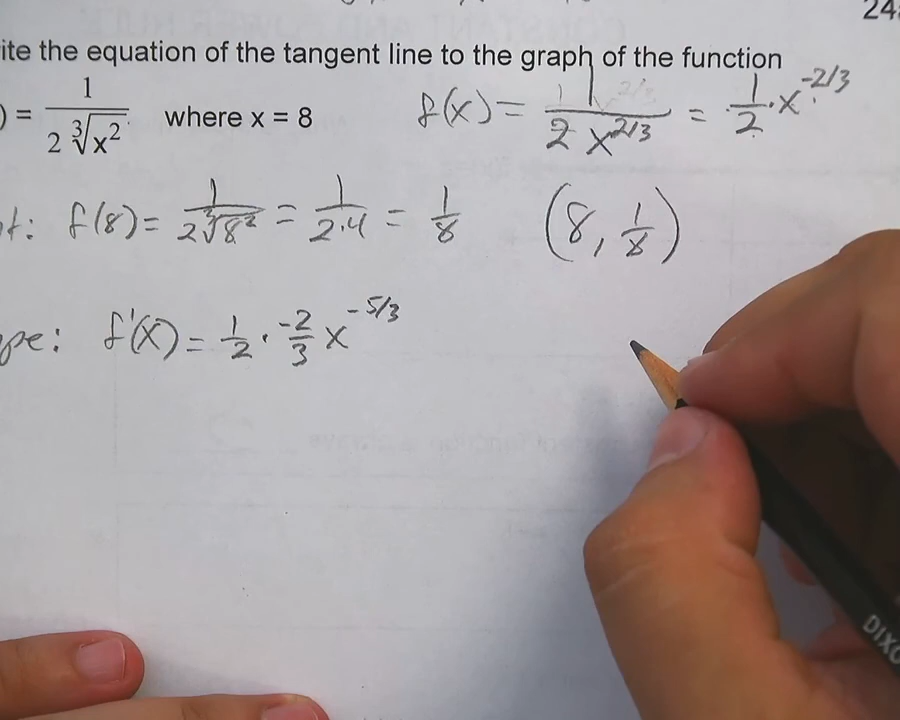 24
ite the equation of the tangent line to the graph of the function
) = 1/(2 ∛x²) where x = 8 f(x) = 1/(2 x^(2/3)) = 1/2 · x^(-2/3)
t: f(8) = 1/(2∛8²) = 1/(2·4) = 1/8 (8, 1/8)
pe: f'(x) = 1/2 · -2/3 x^(-5/3)
DIXO